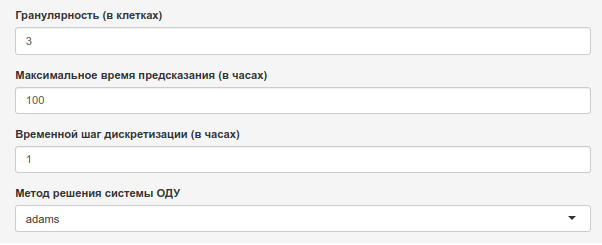 Гранулярность (в клетках)
3
Максимальное время предсказания (в часах)
100
Временной шаг дискретизации (в часах)
1
Метод решения системы ОДУ
adams